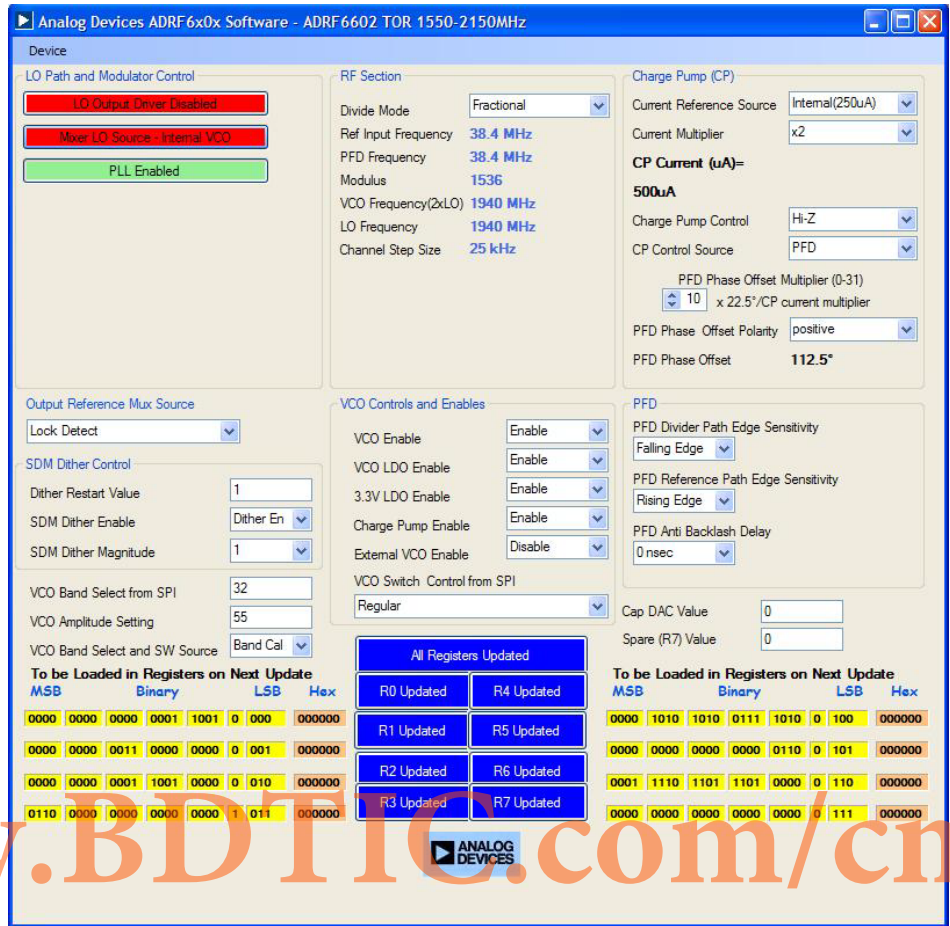 Analog Devices ADRF6x0x Software - ADRF6602 TOR 1550-2150MHz
Device
LO Path and Modulator Control
LO Output Driver Disabled
Mixer LO Source - Internal VCO
PLL Enabled
RF Section
Divide Mode Fractional
Ref Input Frequency 38.4 MHz
PFD Frequency 38.4 MHz
Modulus 1536
VCO Frequency(2xLO) 1940 MHz
LO Frequency 1940 MHz
Channel Step Size 25 kHz
Charge Pump (CP)
Current Reference Source Internal(250uA)
Current Multiplier x2
CP Current (uA)=
500uA
Charge Pump Control Hi-Z
CP Control Source PFD
PFD Phase Offset Multiplier (0-31)
10 x 22.5°/CP current multiplier
PFD Phase Offset Polarity positive
PFD Phase Offset 112.5°
Output Reference Mux Source
Lock Detect
SDM Dither Control
Dither Restart Value 1
SDM Dither Enable Dither En
SDM Dither Magnitude 1
VCO Band Select from SPI 32
VCO Amplitude Setting 55
VCO Band Select and SW Source Band Cal
VCO Controls and Enables
VCO Enable Enable
VCO LDO Enable Enable
3.3V LDO Enable Enable
Charge Pump Enable Enable
External VCO Enable Disable
VCO Switch Control from SPI
Regular
PFD
PFD Divider Path Edge Sensitivity
Falling Edge
PFD Reference Path Edge Sensitivity
Rising Edge
PFD Anti Backlash Delay
0 nsec
Cap DAC Value 0
Spare (R7) Value 0
To be Loaded in Registers on Next Update
MSB Binary LSB Hex
0000 0000 0000 0001 1001 0 000 000000
0000 0000 0011 0000 0000 0 001 000000
0000 0000 0001 1001 0000 0 010 000000
0110 0000 0000 0000 0000 1 011 000000
All Registers Updated
R0 Updated R4 Updated
R1 Updated R5 Updated
R2 Updated R6 Updated
R3 Updated R7 Updated
To be Loaded in Registers on Next Update
MSB Binary LSB Hex
0000 1010 1010 0111 1010 0 100 000000
0000 0000 0000 0000 0110 0 101 000000
0001 1110 1101 1101 0000 0 110 000000
0000 0000 0000 0000 0000 0 111 000000
ANALOG
DEVICES
.BDTIC.com/cn